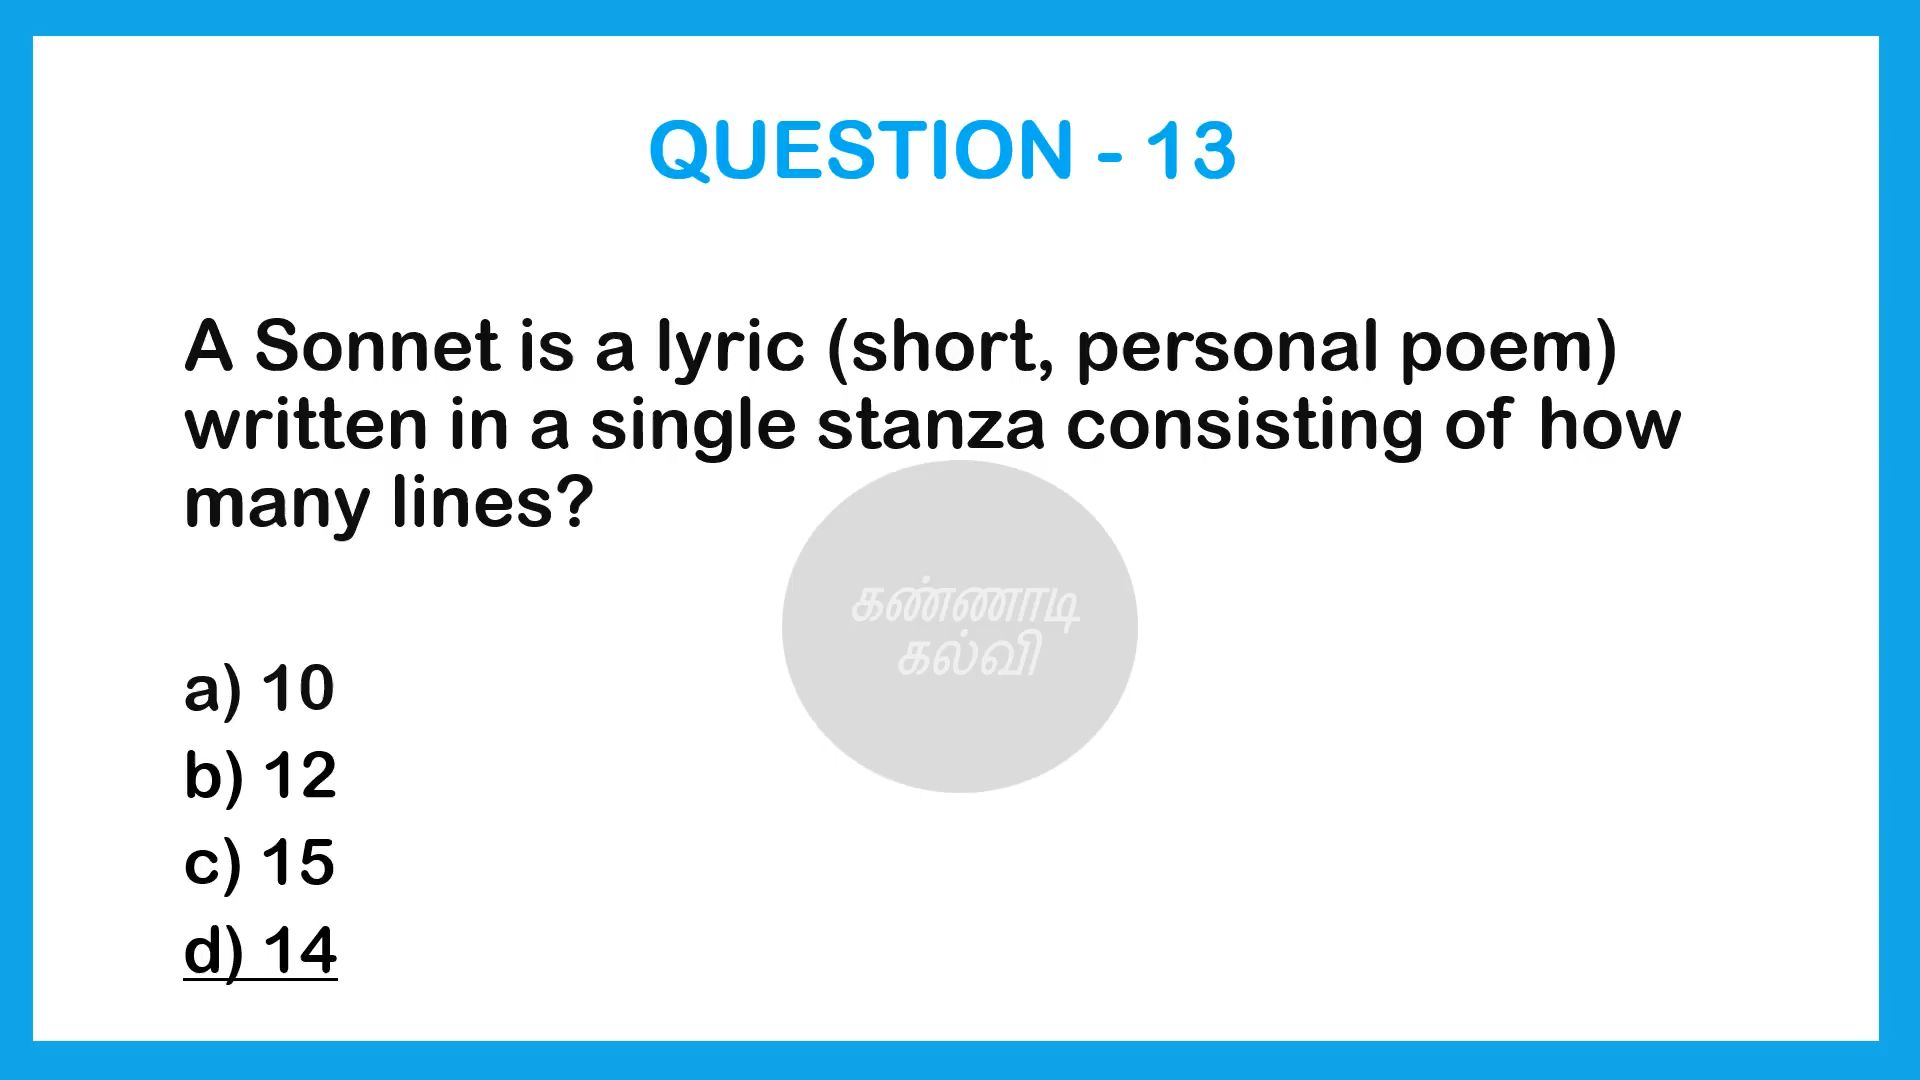 QUESTION - 13
A Sonnet is a lyric (short, personal poem)
written in a single stanza consisting of how
many lines?
கண்ணாடி
கல்வி
a) 10
b) 12
c) 15
d) 14